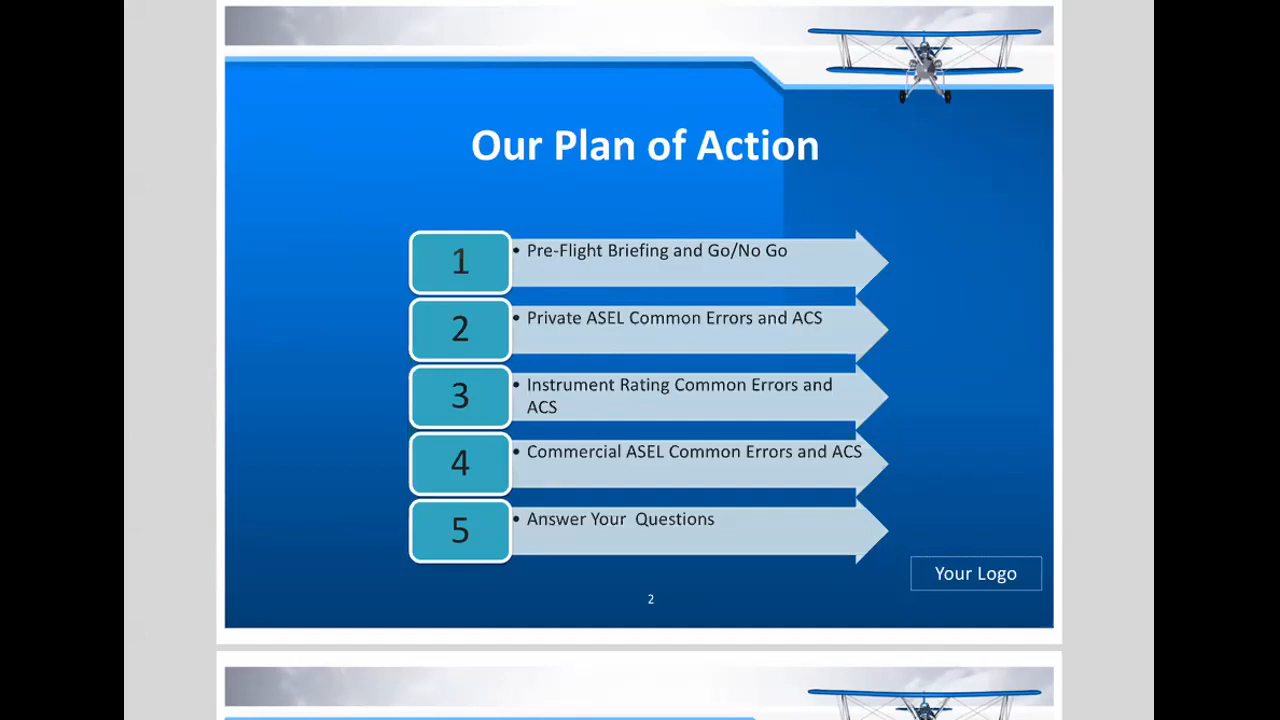 Our Plan of Action
1
• Pre-Flight Briefing and Go/No Go
2
• Private ASEL Common Errors and ACS
3
• Instrument Rating Common Errors and
ACS
4
• Commercial ASEL Common Errors and ACS
5
• Answer Your  Questions
Your Logo
2